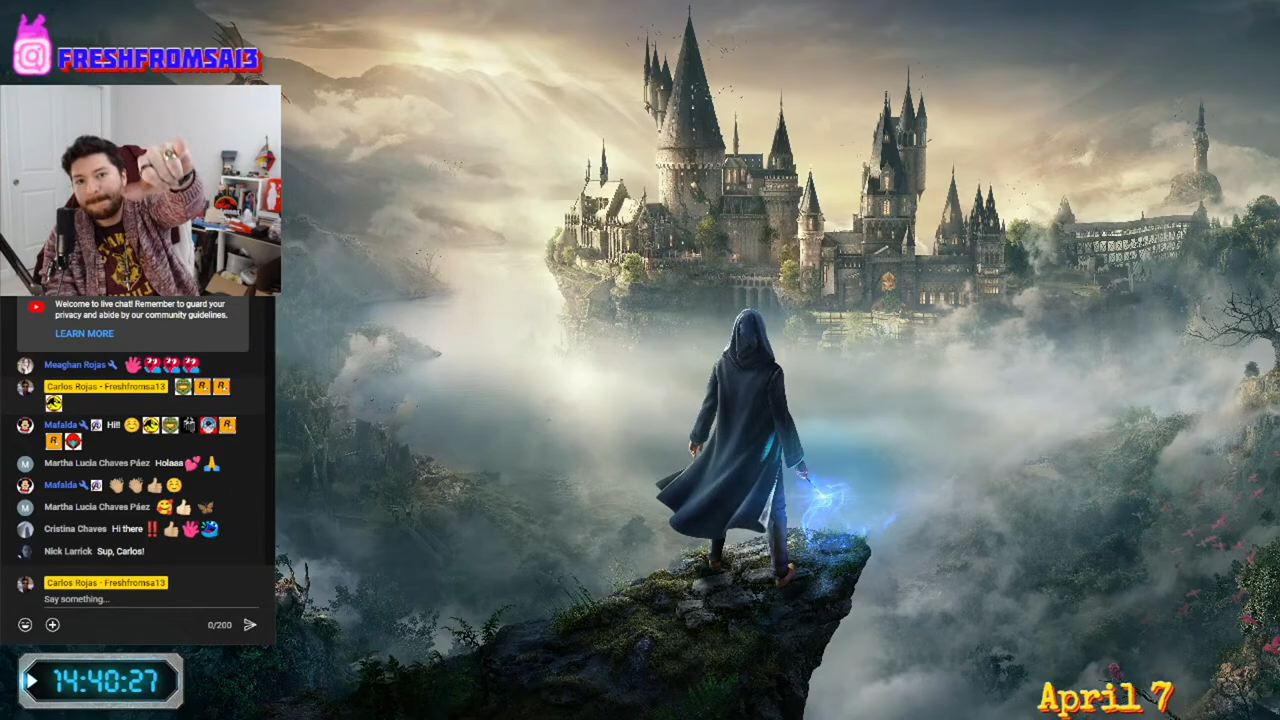 FRESHFROMSA13
Welcome to live chat! Remember to guard your
privacy and abide by our community guidelines.
LEARN MORE
Meaghan Rojas
Carlos Rojas - Freshfromsa13
Mafalda Hi!!
Martha Lucia Chaves Páez Holaaa
Mafalda
Martha Lucia Chaves Páez
Cristina Chaves Hi there
Nick Larrick Sup, Carlos!
Carlos Rojas - Freshfromsa13
Say something...
0/200
14:40:27
April 7